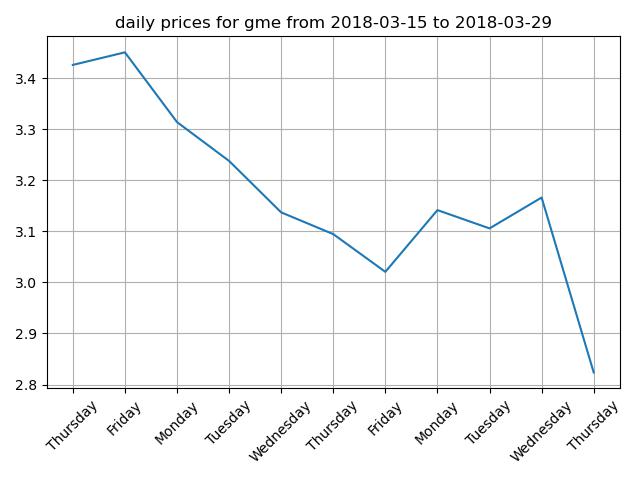 daily prices for gme from 2018-03-15 to 2018-03-29
3.4
3.3
3.2
3.1
3.0
2.9
2.8
Thursday
Friday
Monday
Tuesday
Wednesday
Thursday
Friday
Monday
Tuesday
Wednesday
Thursday